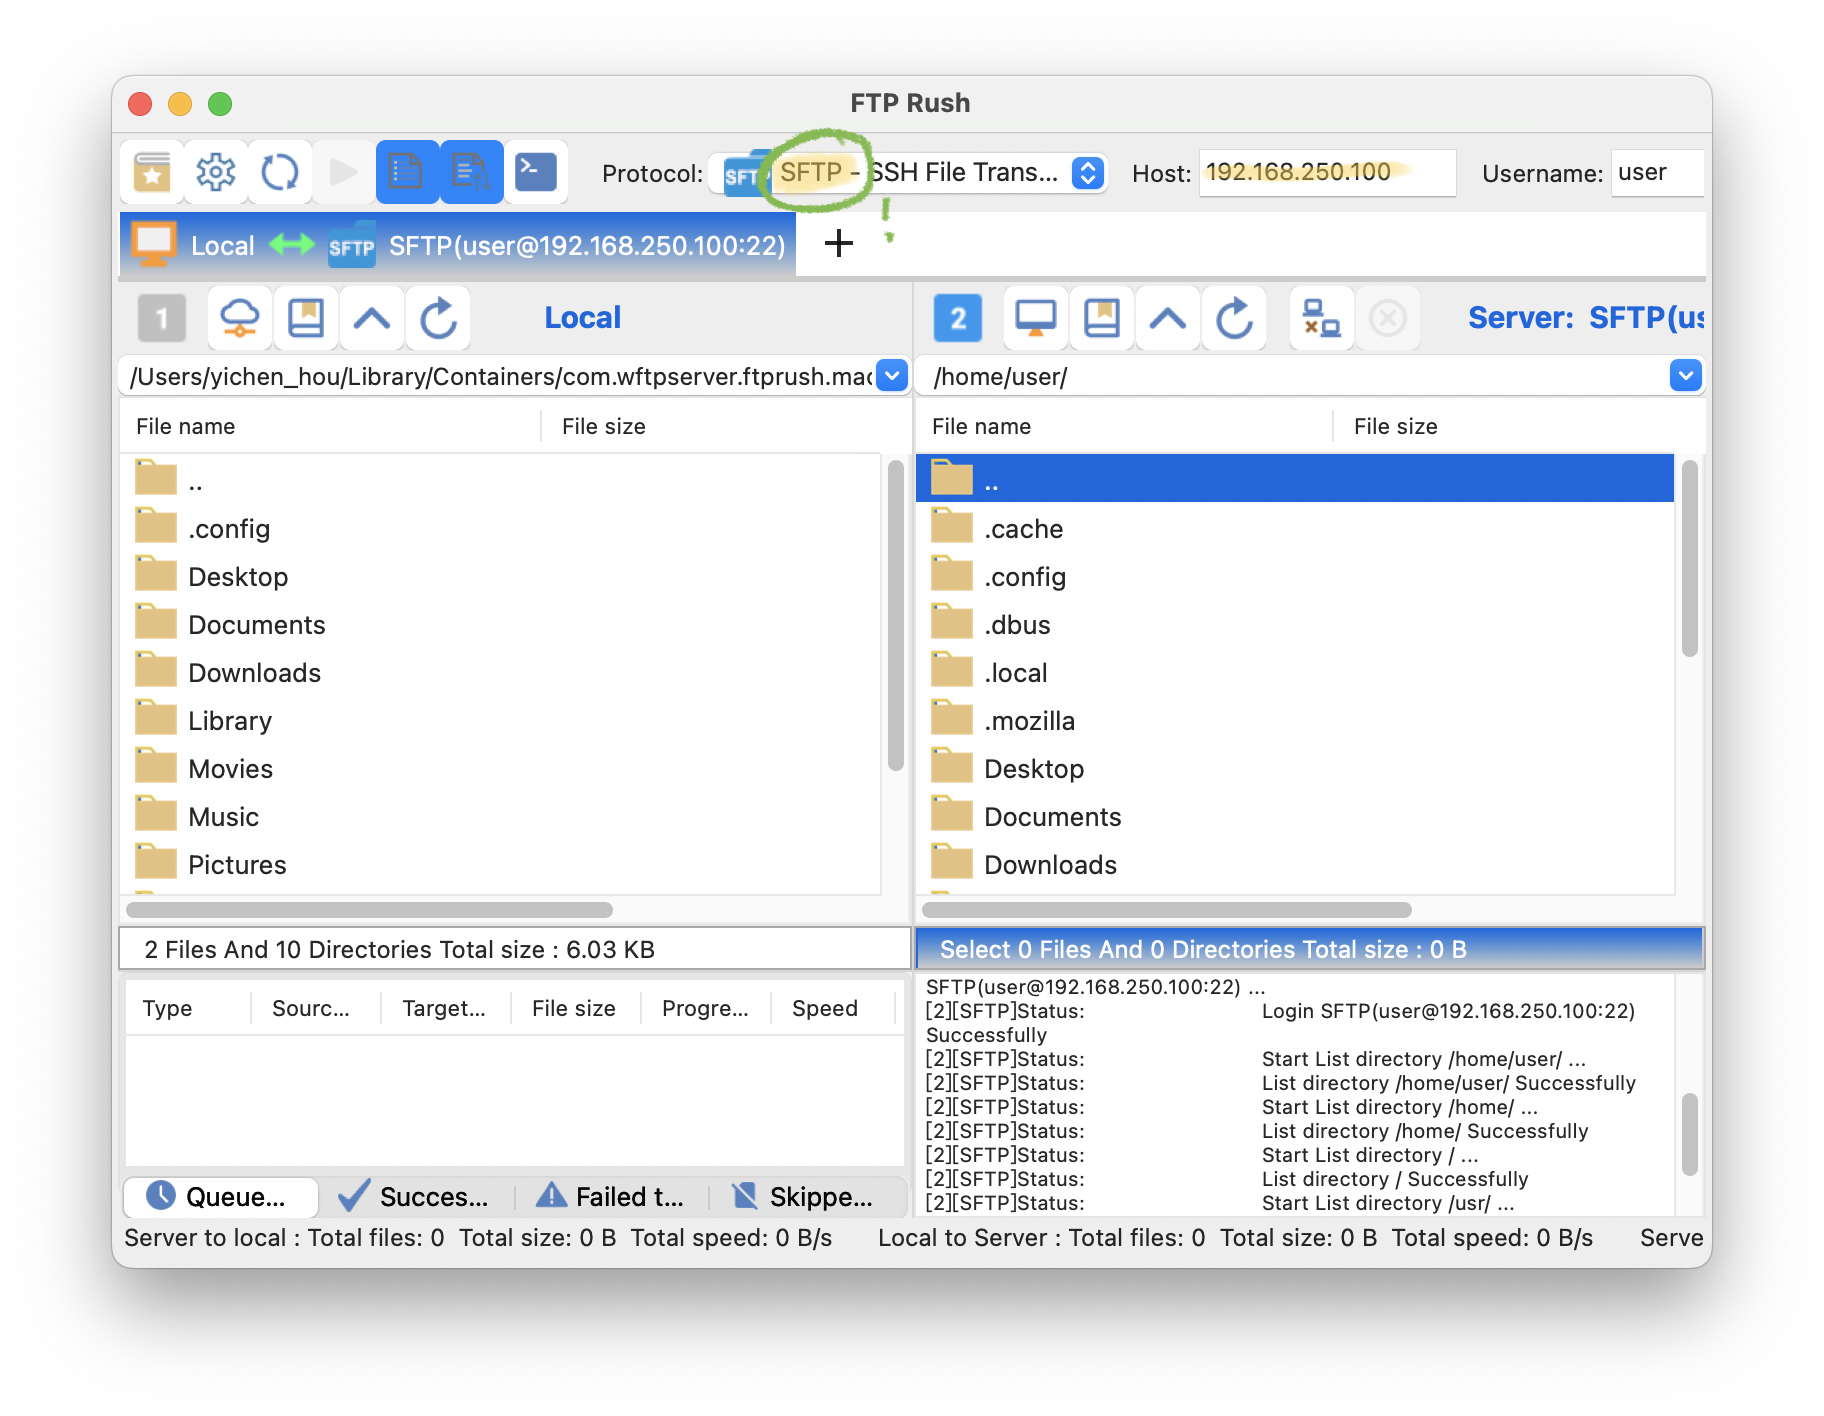 FTP Rush
Protocol: SFTP SFTP - SSH File Trans... Host: 192.168.250.100 Username: user
!
Local SFTP SFTP(user@192.168.250.100:22) +
1 Local
2 Server: SFTP(us
/Users/yichen_hou/Library/Containers/com.wftpserver.ftprush.mac
/home/user/
File name File size
..
.config
Desktop
Documents
Downloads
Library
Movies
Music
Pictures
File name File size
..
.cache
.config
.dbus
.local
.mozilla
Desktop
Documents
Downloads
2 Files And 10 Directories Total size : 6.03 KB
Select 0 Files And 0 Directories Total size : 0 B
Type Sourc... Target... File size Progre... Speed
Queue... Succes... Failed t... Skippe...
SFTP(user@192.168.250.100:22) ...
[2][SFTP]Status: Login SFTP(user@192.168.250.100:22)
Successfully
[2][SFTP]Status: Start List directory /home/user/ ...
[2][SFTP]Status: List directory /home/user/ Successfully
[2][SFTP]Status: Start List directory /home/ ...
[2][SFTP]Status: List directory /home/ Successfully
[2][SFTP]Status: Start List directory / ...
[2][SFTP]Status: List directory / Successfully
[2][SFTP]Status: Start List directory /usr/ ...
Server to local : Total files: 0 Total size: 0 B Total speed: 0 B/s Local to Server : Total files: 0 Total size: 0 B Total speed: 0 B/s Serve